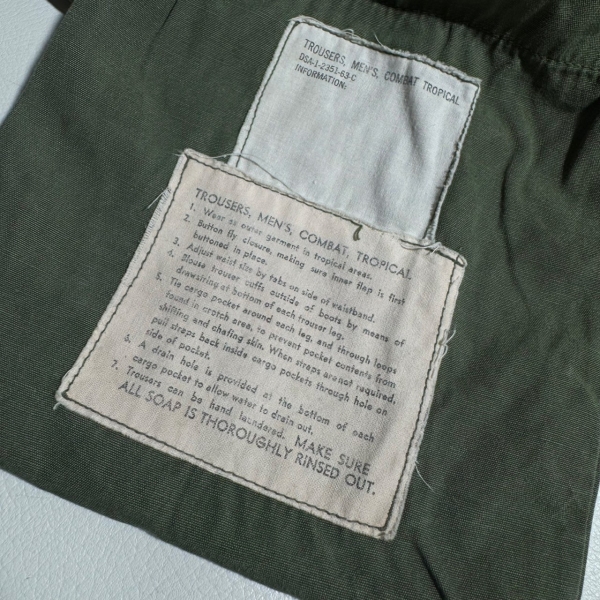 TROUSERS, MEN'S, COMBAT TROPICAL
DSA-1-2351-63-C
INFORMATION:
TROUSERS, MEN'S, COMBAT, TROPICAL
1. Wear as outer garment in tropical areas.
2. Button fly closure, making sure inner flap is first
buttoned in place.
3. Adjust waist size by tabs on side of waistband.
4. Blouse trouser cuffs outside of boots by means of
drawstring at bottom of each trouser leg.
5. Tie cargo pocket around each leg, and through loops
found in crotch area, to prevent pocket contents from
shifting and chafing skin. When straps are not required,
pull straps back inside cargo pockets through hole on
side of pocket.
6. A drain hole is provided at the bottom of each
cargo pocket to allow water to drain out.
7. Trousers can be hand laundered. MAKE SURE
ALL SOAP IS THOROUGHLY RINSED OUT.